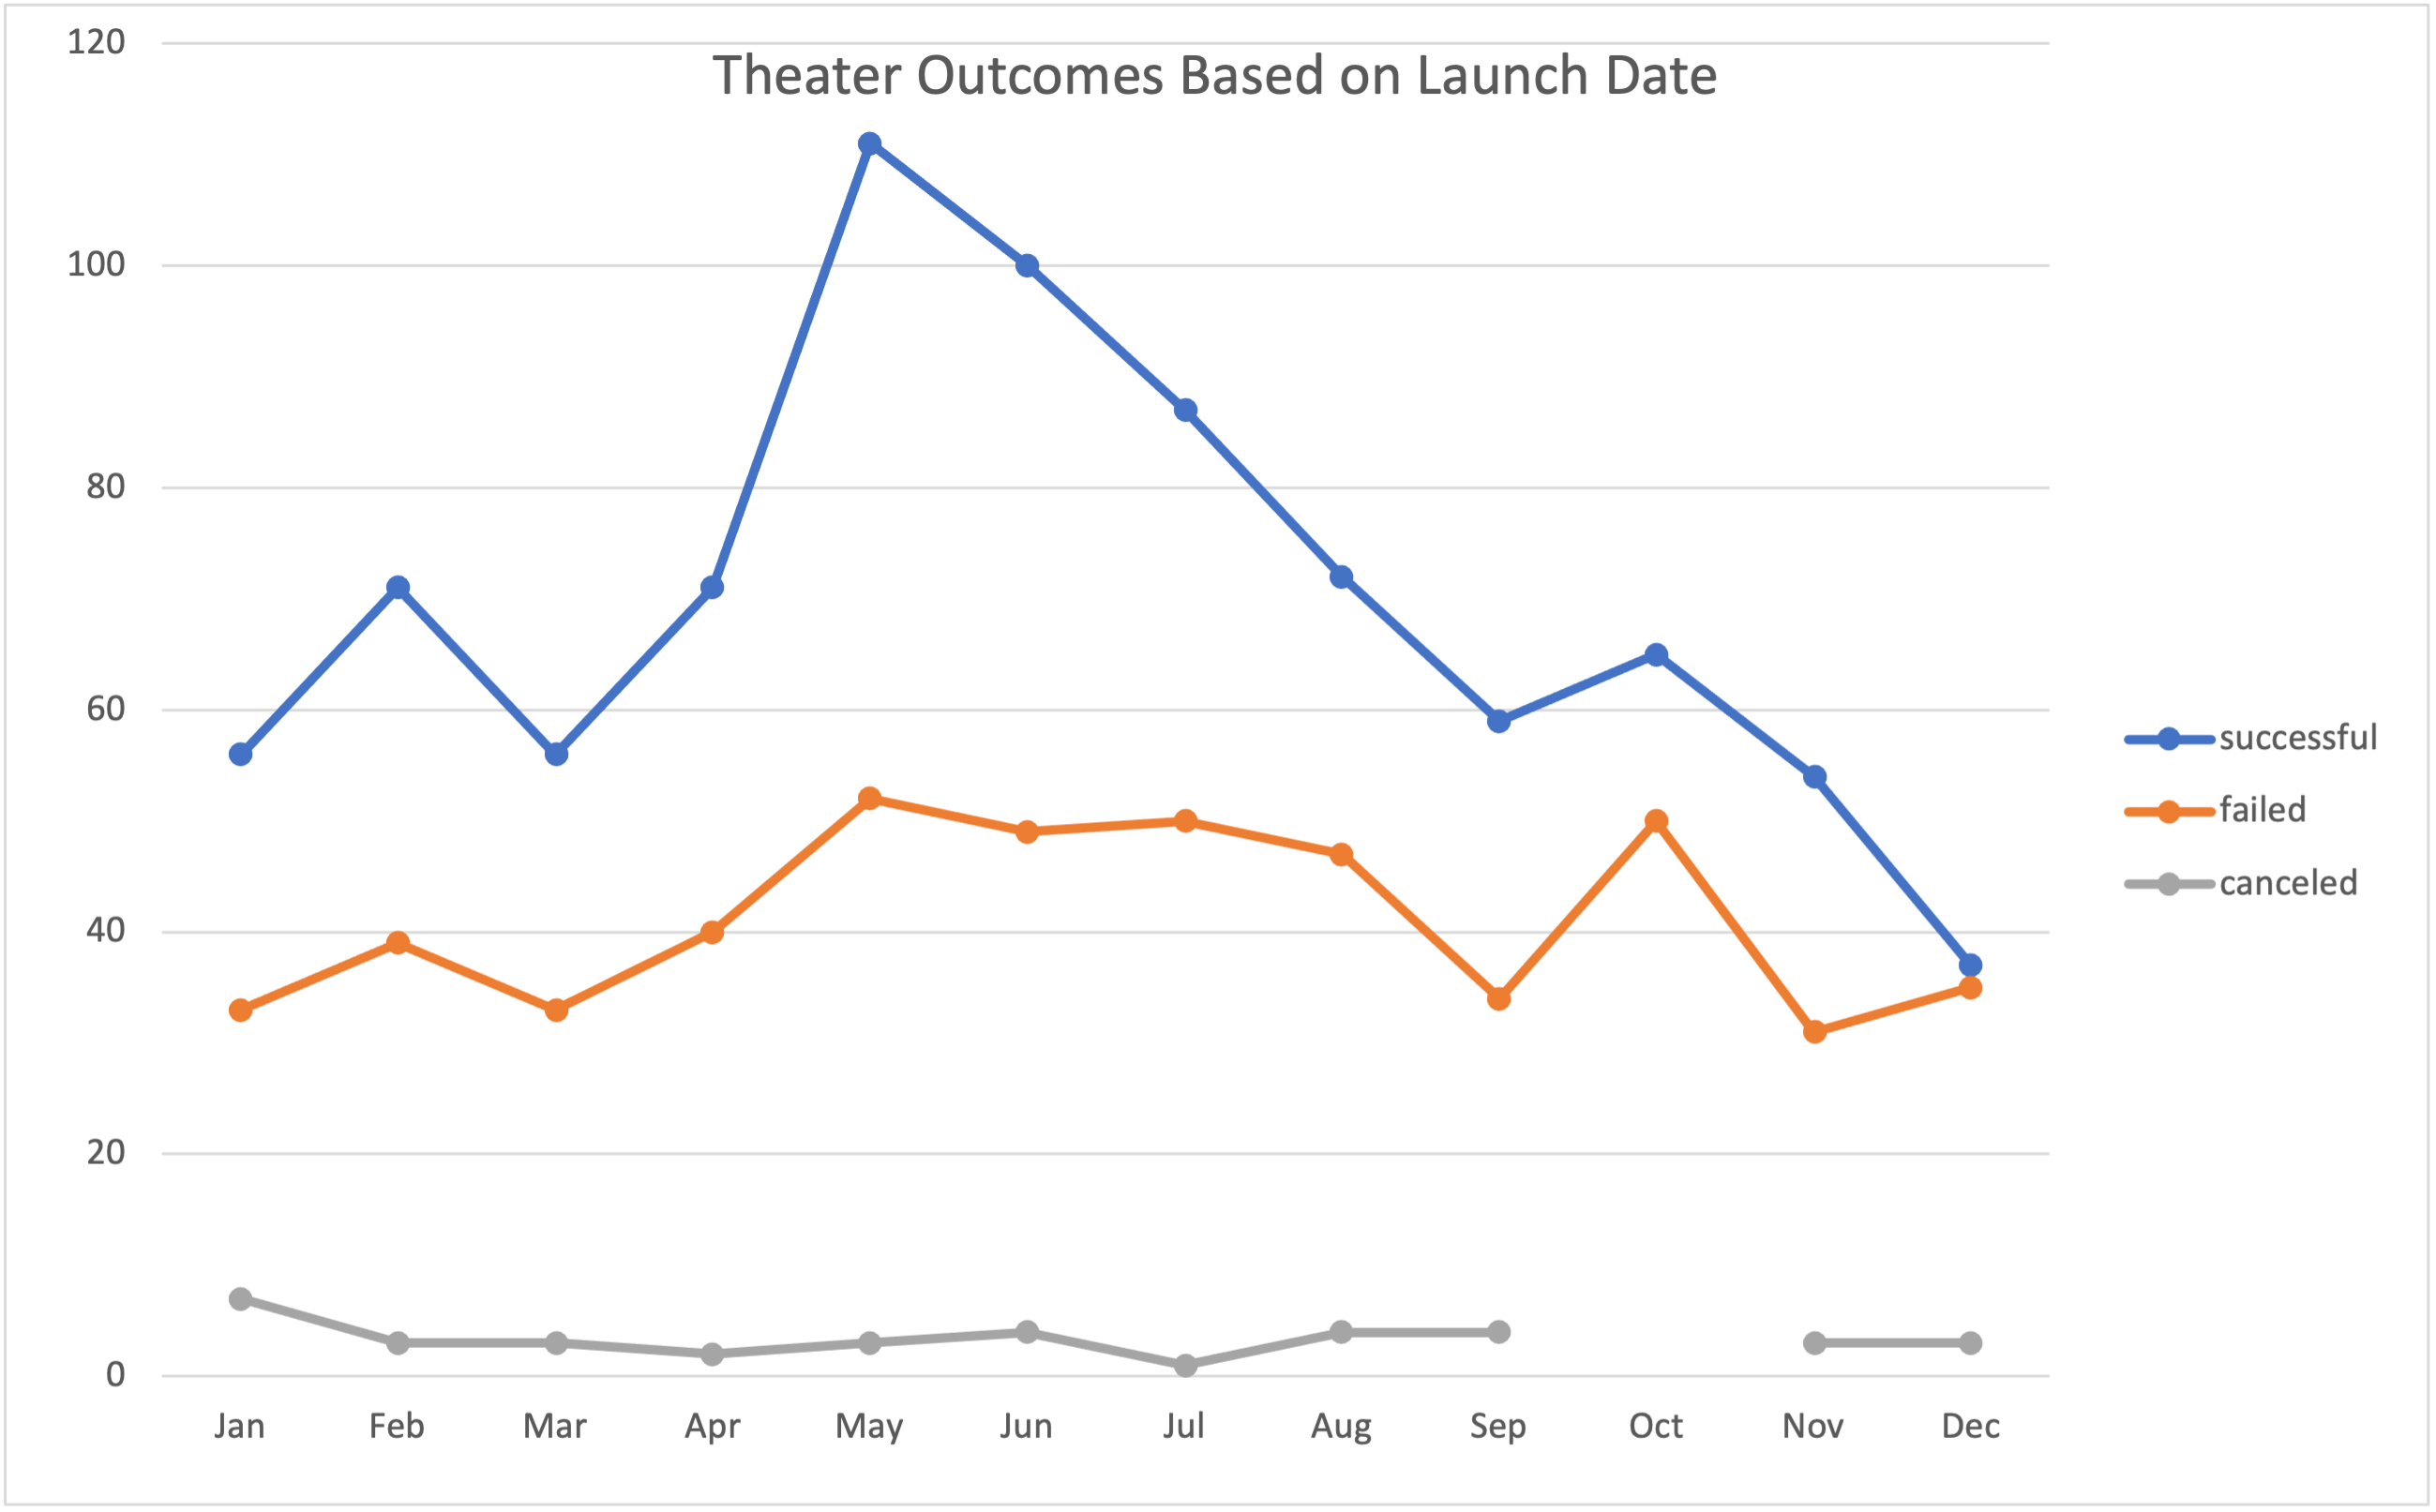 Theater Outcomes Based on Launch Date
120
100
80
60
40
20
0
Jan Feb Mar Apr May Jun Jul Aug Sep Oct Nov Dec
successful
failed
canceled